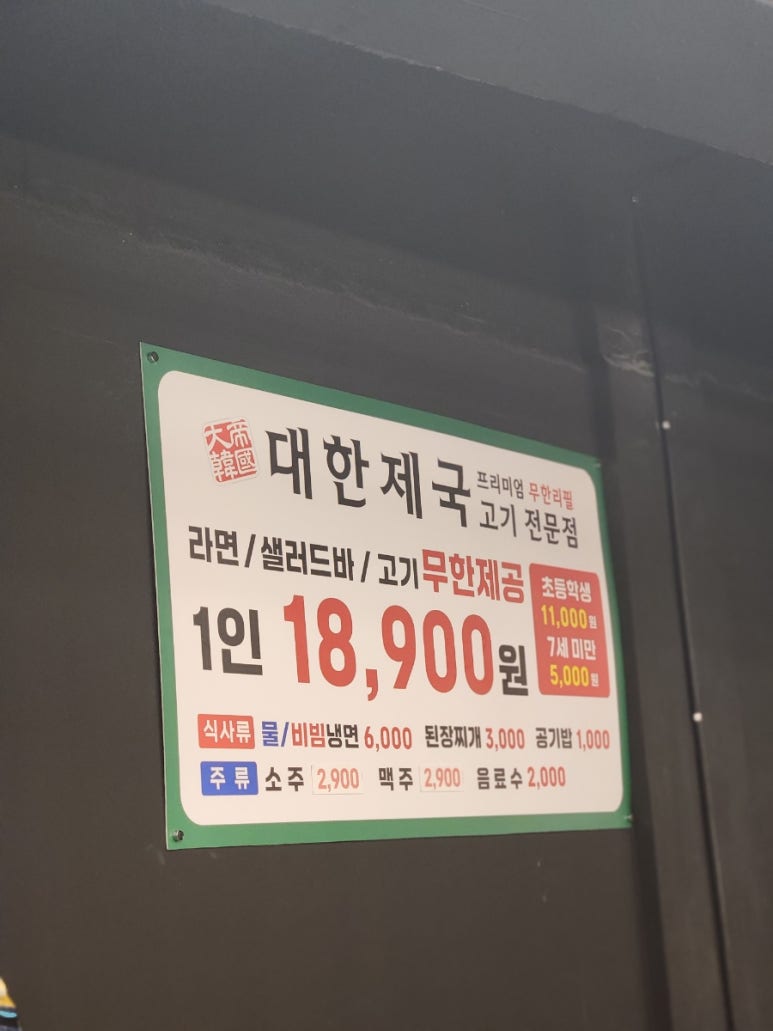 大帝
韓國
대한제국
프리미엄 무한리필
고기 전문점
라면/샐러드바/고기무한제공
1인 18,900원
초등학생
11,000원
7세 미만
5,000원
식사류 물/비빔냉면 6,000 된장찌개 3,000 공기밥 1,000
주류 소주 2,900 맥주 2,900 음료수 2,000